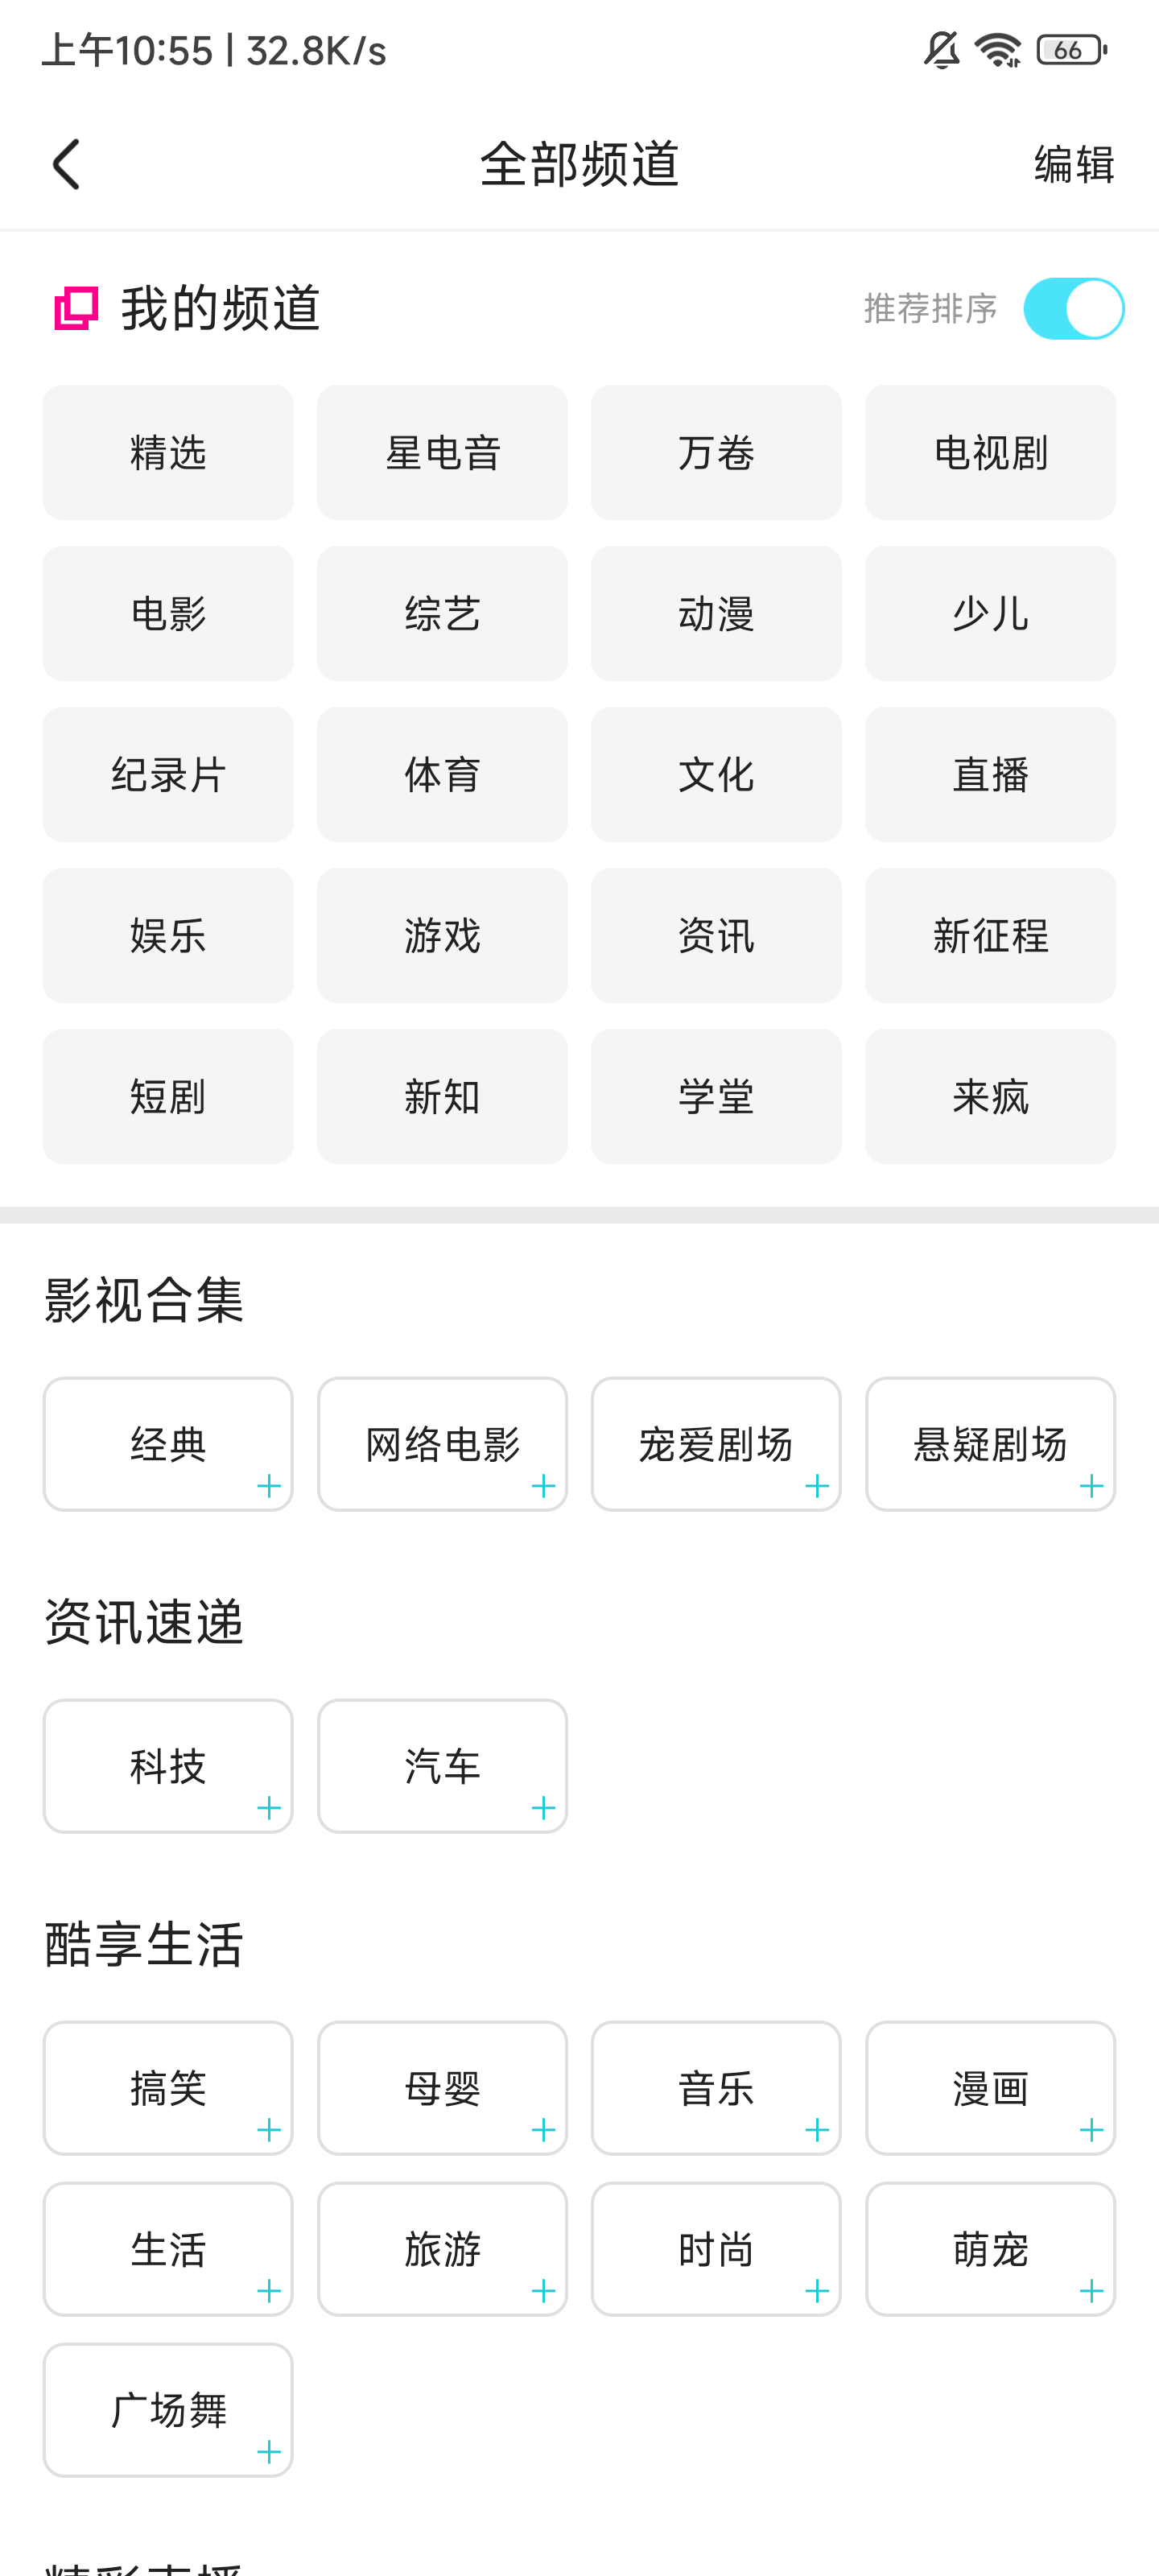 上午10:55 | 32.8K/s
66
全部频道
编辑
我的频道
推荐排序
精选 星电音 万卷 电视剧
电影 综艺 动漫 少儿
纪录片 体育 文化 直播
娱乐 游戏 资讯 新征程
短剧 新知 学堂 来疯
影视合集
经典 网络电影 宠爱剧场 悬疑剧场
资讯速递
科技 汽车
酷享生活
搞笑 母婴 音乐 漫画
生活 旅游 时尚 萌宠
广场舞